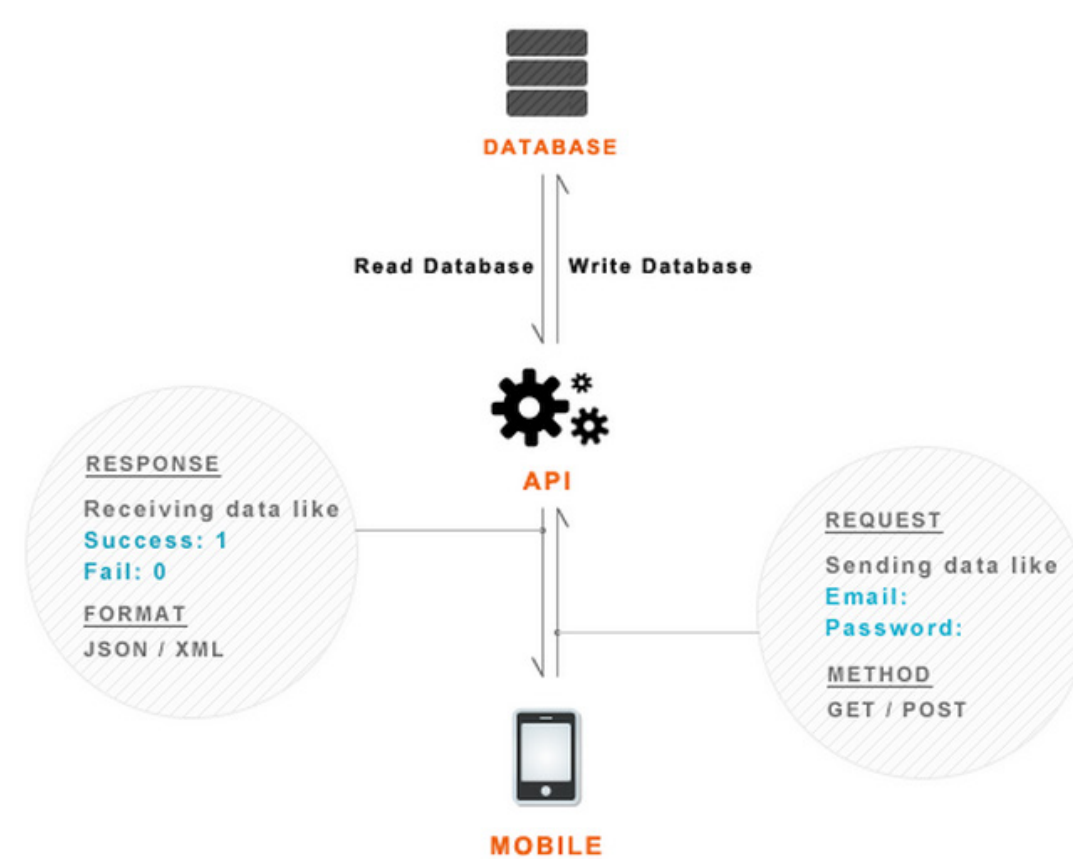 DATABASE
Read Database
Write Database
API
RESPONSE
Receiving data like
Success: 1
Fail: 0
FORMAT
JSON / XML
REQUEST
Sending data like
Email:
Password:
METHOD
GET / POST
MOBILE